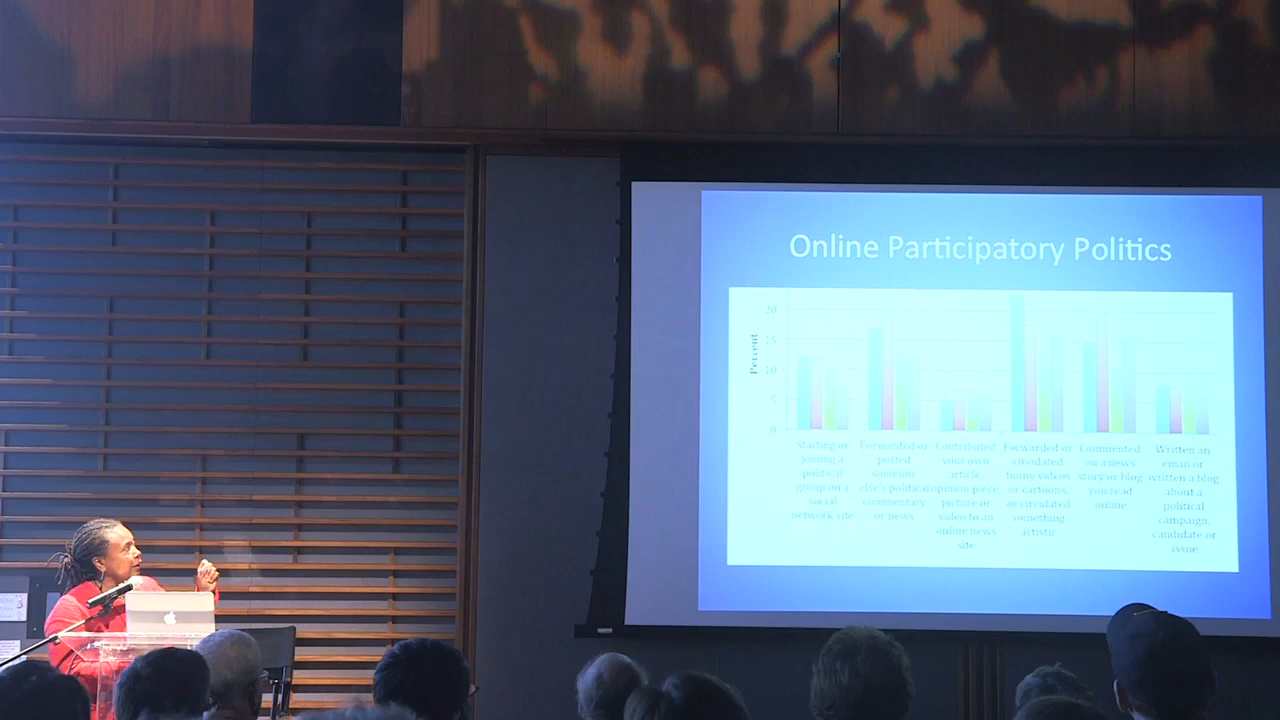 Online Participatory Politics
Percent
20
15
10
5
0
Starting or
joining a
political
group on a
social
network site
Forwarded or
posted
someone
else's political
commentary
or news
Contributed
your own
article,
opinion piece,
picture or
video to an
online news
site
Forwarded or
circulated
funny videos
or cartoons,
or circulated
something
artistic
Commented
on a news
story or blog
you read
online
Written an
email or
written a blog
about a
political
campaign,
candidate or
issue